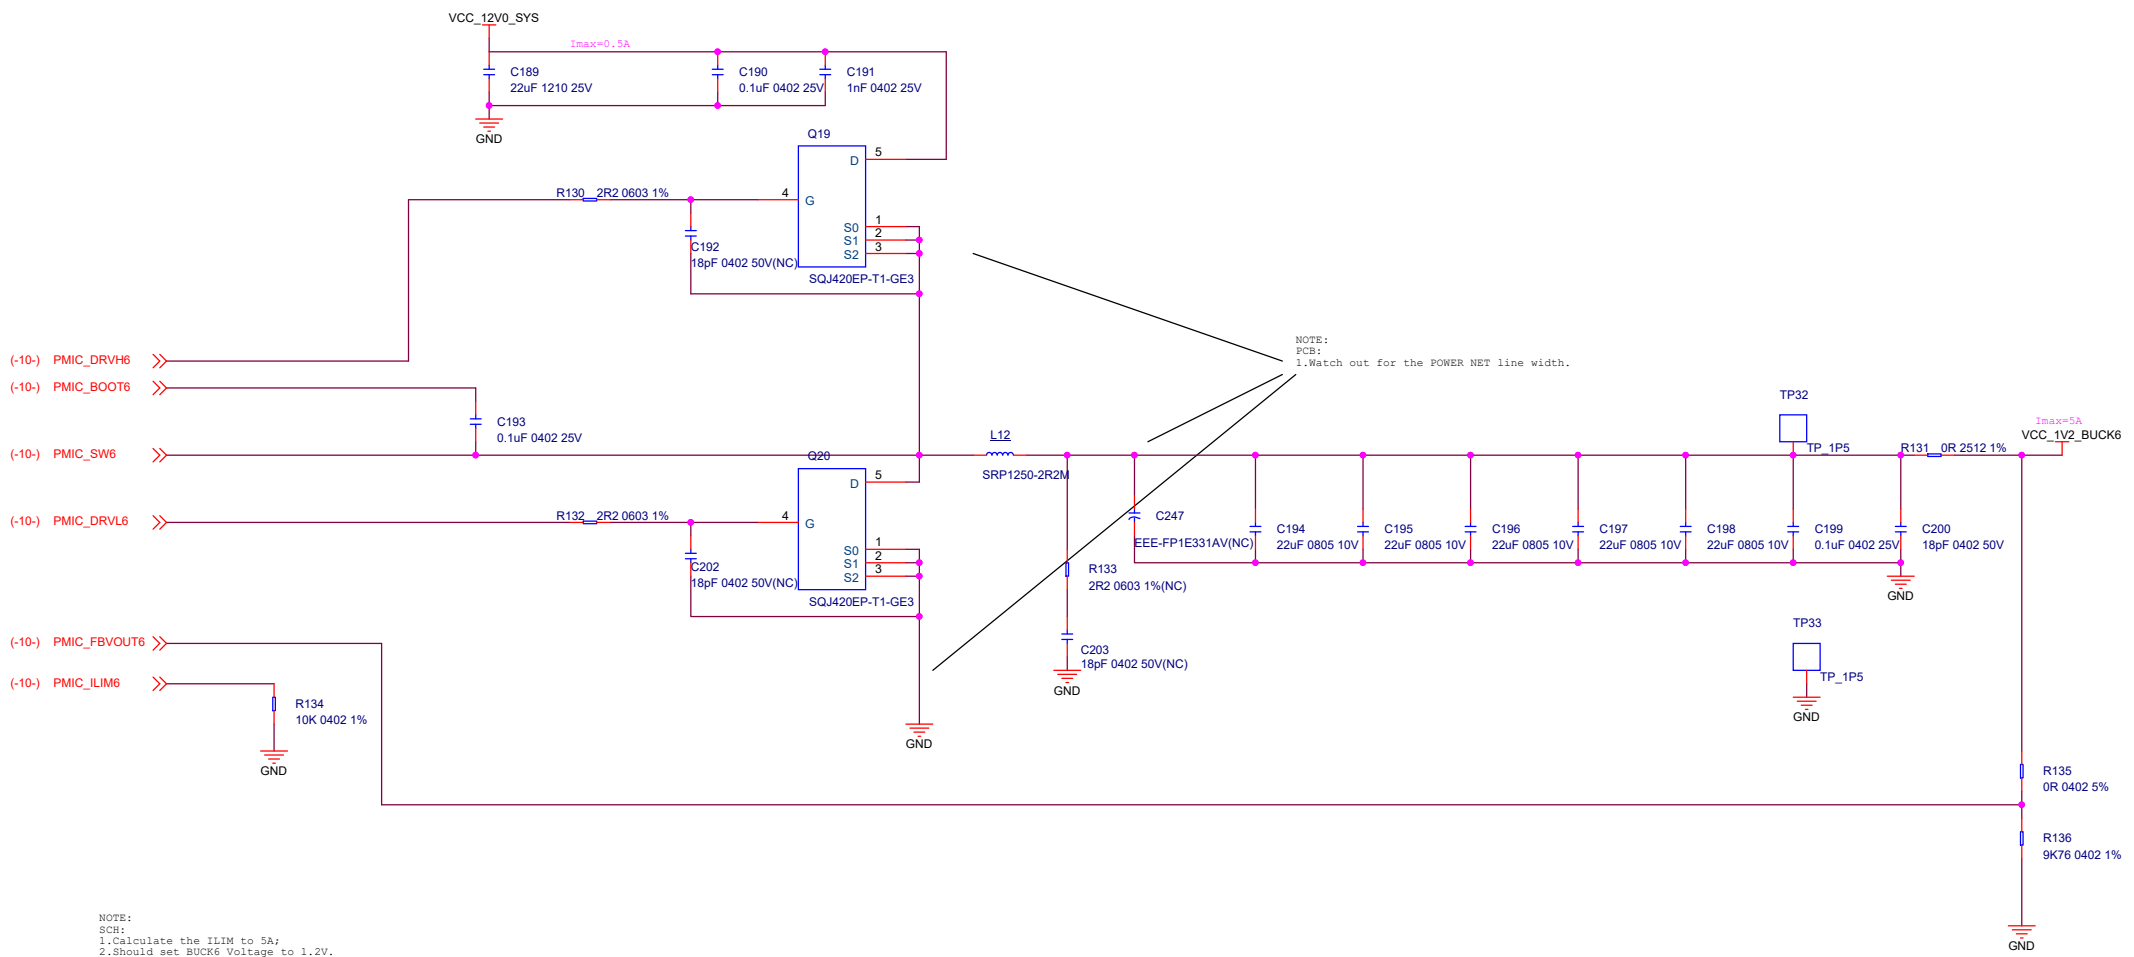 VCC_12V0_SYS
Imax=0.5A
C189
22uF 1210 25V
C190
0.1uF 0402 25V
C191
1nF 0402 25V
GND
Q19
D
5
4
G
S0
1
S1
2
S2
3
SQJ420EP-T1-GE3
R130
2R2 0603 1%
C192
18pF 0402 50V(NC)
NOTE:
PCB:
1.Watch out for the POWER NET line width.
(-10-) PMIC_DRVH6
(-10-) PMIC_BOOT6
C193
0.1uF 0402 25V
(-10-) PMIC_SW6
L12
SRP1250-2R2M
TP32
TP_1P5
R131
0R 2512 1%
Imax=5A
VCC_1V2_BUCK6
Q20
D
5
4
G
S0
1
S1
2
S2
3
SQJ420EP-T1-GE3
(-10-) PMIC_DRVL6
R132
2R2 0603 1%
C202
18pF 0402 50V(NC)
C247
EEE-FP1E331AV(NC)
C194
22uF 0805 10V
C195
22uF 0805 10V
C196
22uF 0805 10V
C197
22uF 0805 10V
C198
22uF 0805 10V
C199
0.1uF 0402 25V
C200
18pF 0402 50V
GND
R133
2R2 0603 1%(NC)
C203
18pF 0402 50V(NC)
GND
TP33
TP_1P5
GND
(-10-) PMIC_FBVOUT6
(-10-) PMIC_ILIM6
R134
10K 0402 1%
GND
GND
R135
0R 0402 5%
R136
9K76 0402 1%
GND
NOTE:
SCH:
1.Calculate the ILIM to 5A;
2.Should set BUCK6 Voltage to 1.2V.